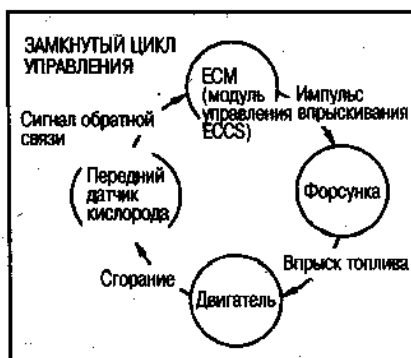 ЗАМКНУТЫЙ ЦИКЛ
УПРАВЛЕНИЯ
ECM
(модуль
управления
ECCS)
Импульс
впрыскивания
Форсунка
Впрыск топлива
Двигатель
Сгорание
Передний
датчик
кислорода
Сигнал обратной
связи